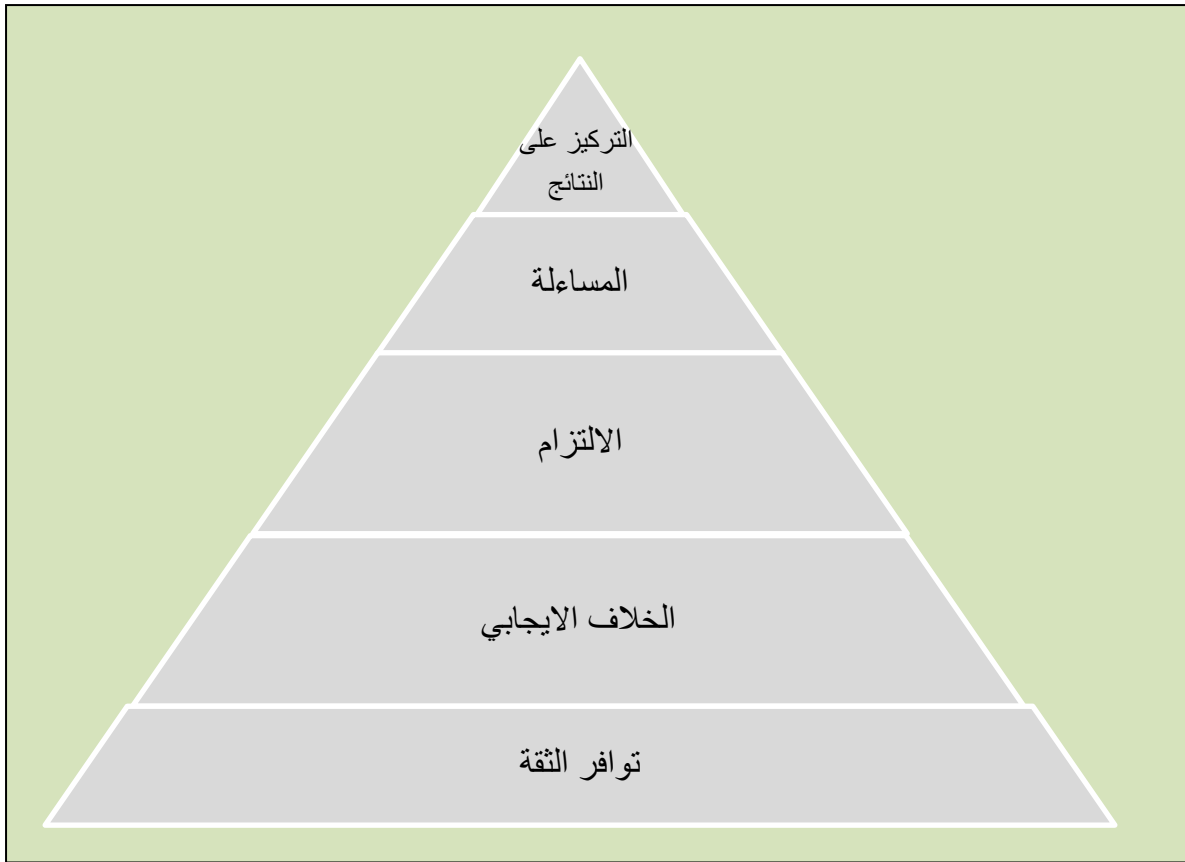 التركيز على
النتائج
المساءلة
الالتزام
الخلاف الايجابي
توافر الثقة